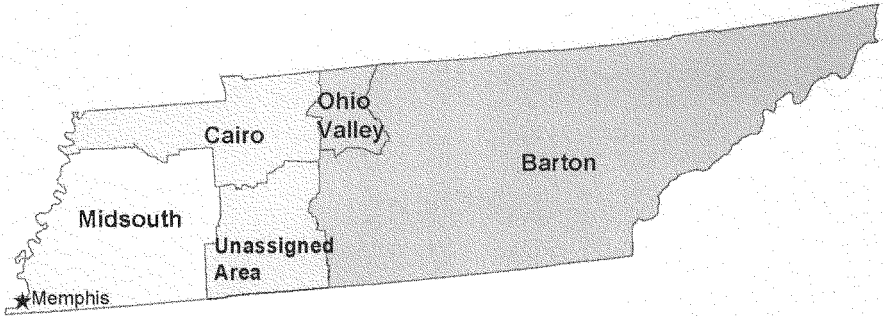 Ohio
Valley
Cairo
Barton
Midsouth
Unassigned
Area
Memphis